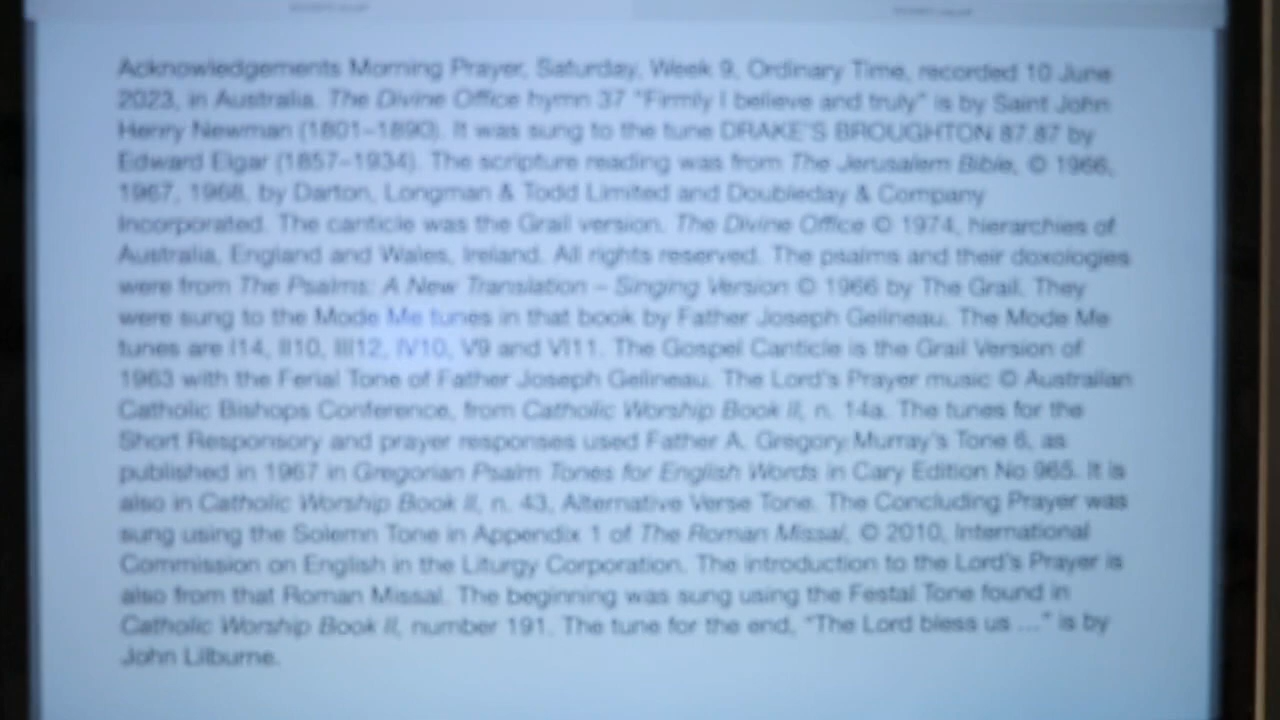 Acknowledgements Morning Prayer, Saturday, Week 9, Ordinary Time, recorded 10 June
2023, in Australia. The Divine Office hymn 37 "Firmly I believe and truly" is by Saint John
Henry Newman (1801–1890). It was sung to the tune DRAKE'S BROUGHTON 87.87 by
Edward Elgar (1857–1934). The scripture reading was from The Jerusalem Bible, © 1966,
1967, 1968, by Darton, Longman & Todd Limited and Doubleday & Company
Incorporated. The canticle was the Grail version. The Divine Office © 1974, hierarchies of
Australia, England and Wales, Ireland. All rights reserved. The psalms and their doxologies
were from The Psalms: A New Translation – Singing Version © 1966 by The Grail. They
were sung to the Mode Me tunes in that book by Father Joseph Gelineau. The Mode Me
tunes are I14, II10, III12, IV10, V9 and VI11. The Gospel Canticle is the Grail Version of
1963 with the Ferial Tone of Father Joseph Gelineau. The Lord's Prayer music © Australian
Catholic Bishops Conference, from Catholic Worship Book II, n. 14a. The tunes for the
Short Responsory and prayer responses used Father A. Gregory Murray's Tone 6, as
published in 1967 in Gregorian Psalm Tones for English Words in Cary Edition No 965. It is
also in Catholic Worship Book II, n. 43, Alternative Verse Tone. The Concluding Prayer was
sung using the Solemn Tone in Appendix 1 of The Roman Missal, © 2010, International
Commission on English in the Liturgy Corporation. The introduction to the Lord's Prayer is
also from that Roman Missal. The beginning was sung using the Festal Tone found in
Catholic Worship Book II, number 191. The tune for the end, "The Lord bless us ..." is by
John Lilburne.